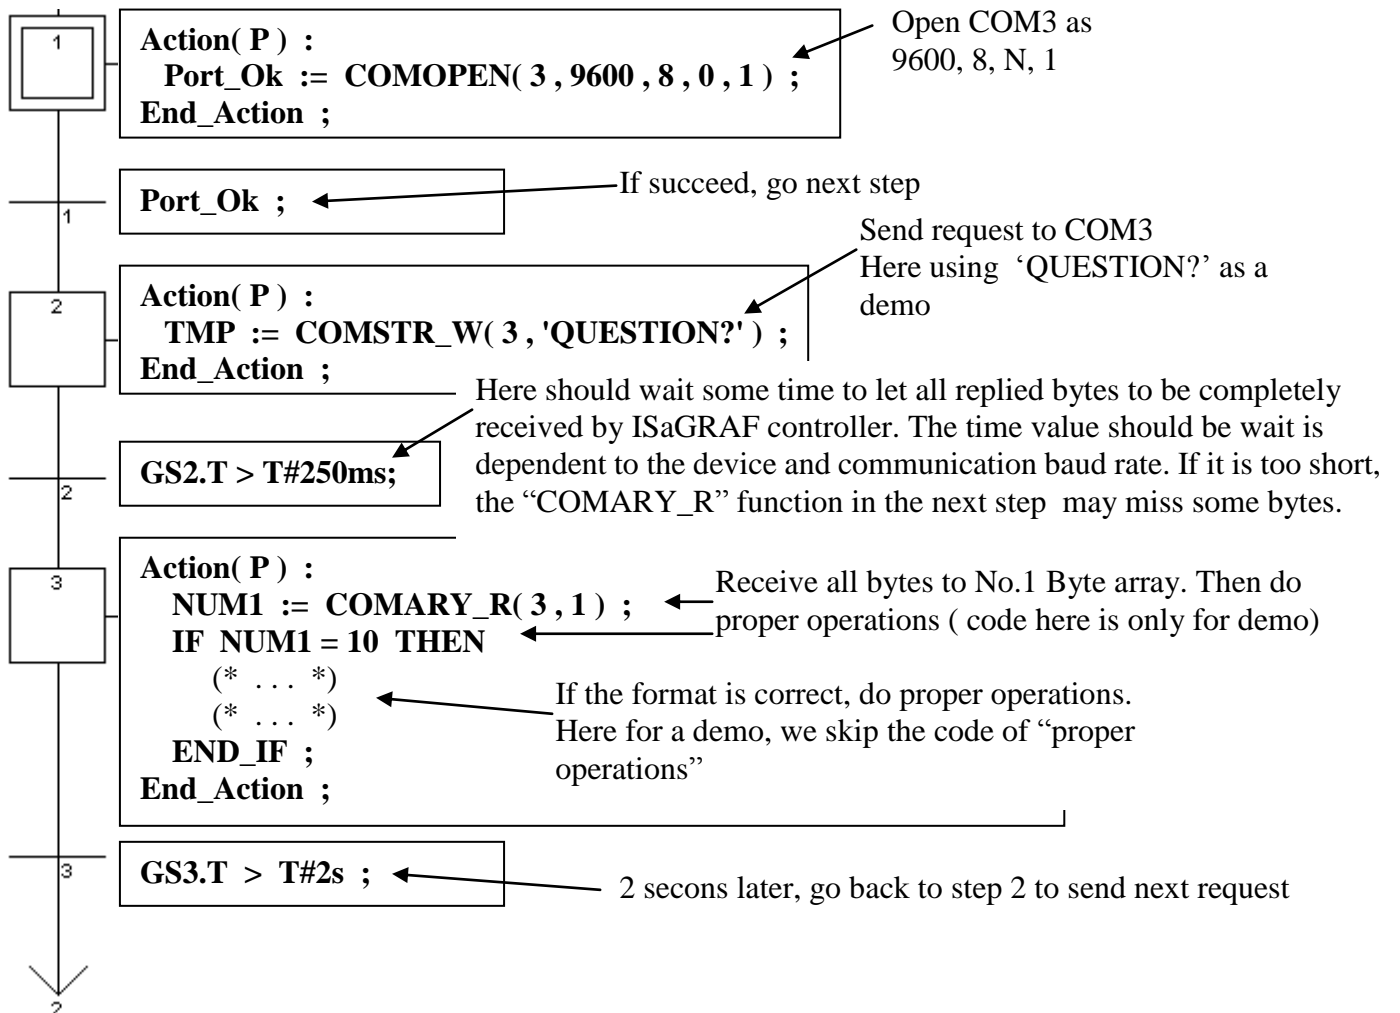 1
Action( P ) :
Port_Ok := COMOPEN( 3 , 9600 , 8 , 0 , 1 ) ;
End_Action ;
Open COM3 as
9600, 8, N, 1
Port_Ok ;
If succeed, go next step
1
Send request to COM3
Here using ‘QUESTION?’ as a
demo
2
Action( P ) :
TMP := COMSTR_W( 3 , 'QUESTION?' ) ;
End_Action ;
Here should wait some time to let all replied bytes to be completely
received by ISaGRAF controller. The time value should be wait is
dependent to the device and communication baud rate. If it is too short,
the “COMARY_R” function in the next step may miss some bytes.
GS2.T > T#250ms;
2
3
Action( P ) :
NUM1 := COMARY_R( 3 , 1 ) ;
IF NUM1 = 10 THEN
(* . . . *)
(* . . . *)
END_IF ;
End_Action ;
Receive all bytes to No.1 Byte array. Then do
proper operations ( code here is only for demo)
If the format is correct, do proper operations.
Here for a demo, we skip the code of “proper
operations”
GS3.T > T#2s ;
3
2 secons later, go back to step 2 to send next request
2